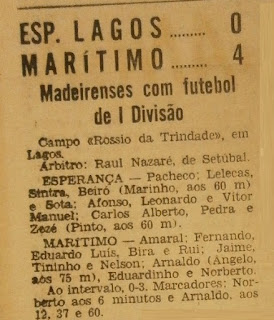 ESP. LAGOS ......... 0
MARÍTIMO ......... 4
Madeirenses com futebol
de I Divisão
Campo «Rossio da Trindade», em
Lagos.
Árbitro: Raul Nazaré, de Setúbal.
ESPERANÇA — Pacheco; Lelecas,
Sintra, Beiró (Marinho, aos 60 m)
e Sota; Afonso, Leonardo e Vítor
Manuel; Carlos Alberto, Pedra e
Zezé (Pinto, aos 60 m).
MARÍTIMO — Amaral; Fernando,
Eduardo Luís, Bira e Rui; Jaime,
Tininho e Nelson; Arnaldo (Angelo,
aos 75 m), Eduardinho e Norberto.
Ao intervalo, 0-3. Marcadores: Nor-
berto aos 6 minutos e Arnaldo, aos
12, 37 e 60.